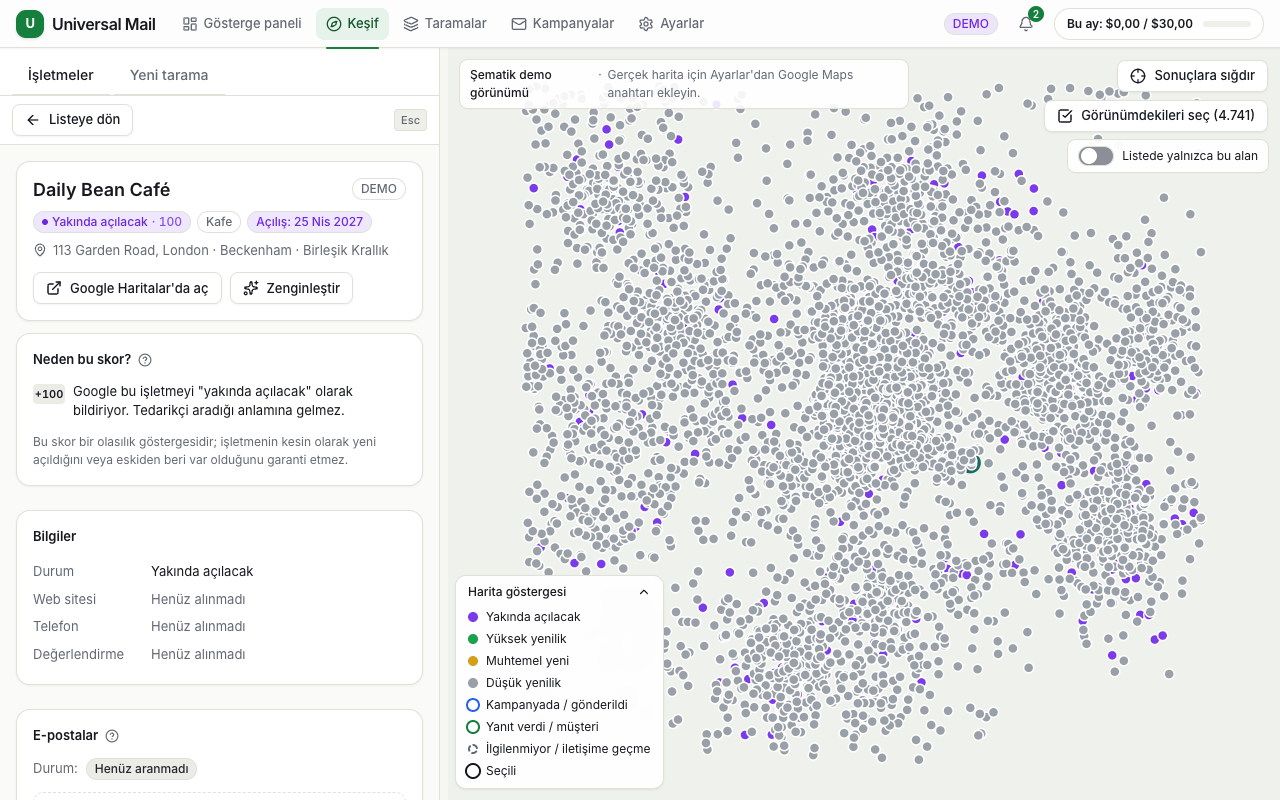 U Universal Mail Gösterge paneli Keşif Taramalar Kampanyalar Ayarlar DEMO 2 Bu ay: $0,00 / $30,00
İşletmeler Yeni tarama
Listeye dön Esc
Daily Bean Café DEMO
Yakında açılacak · 100 Kafe Açılış: 25 Nis 2027
113 Garden Road, London · Beckenham · Birleşik Krallık
Google Haritalar'da aç Zenginleştir
Neden bu skor? ?
+100 Google bu işletmeyi "yakında açılacak" olarak
bildiriyor. Tedarikçi aradığı anlamına gelmez.
Bu skor bir olasılık göstergesidir; işletmenin kesin olarak yeni
açıldığını veya eskiden beri var olduğunu garanti etmez.
Bilgiler
Durum Yakında açılacak
Web sitesi Henüz alınmadı
Telefon Henüz alınmadı
Değerlendirme Henüz alınmadı
E-postalar ?
Durum: Henüz aranmadı
Şematik demo
görünümü
· Gerçek harita için Ayarlar'dan Google Maps
anahtarı ekleyin.
Sonuçlara sığdır
Görünümdekileri seç (4.741)
Listede yalnızca bu alan
Harita göstergesi
Yakında açılacak
Yüksek yenilik
Muhtemel yeni
Düşük yenilik
Kampanyada / gönderildi
Yanıt verdi / müşteri
İlgilenmiyor / iletişime geçme
Seçili